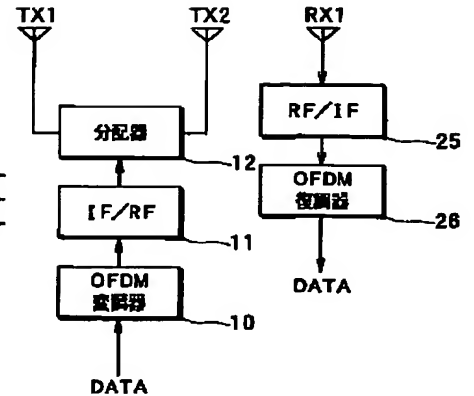 TX1
TX2
分配器
12
IF/RF
11
OFDM
変調器
10
DATA
RX1
RF/IF
25
OFDM
復調器
26
DATA